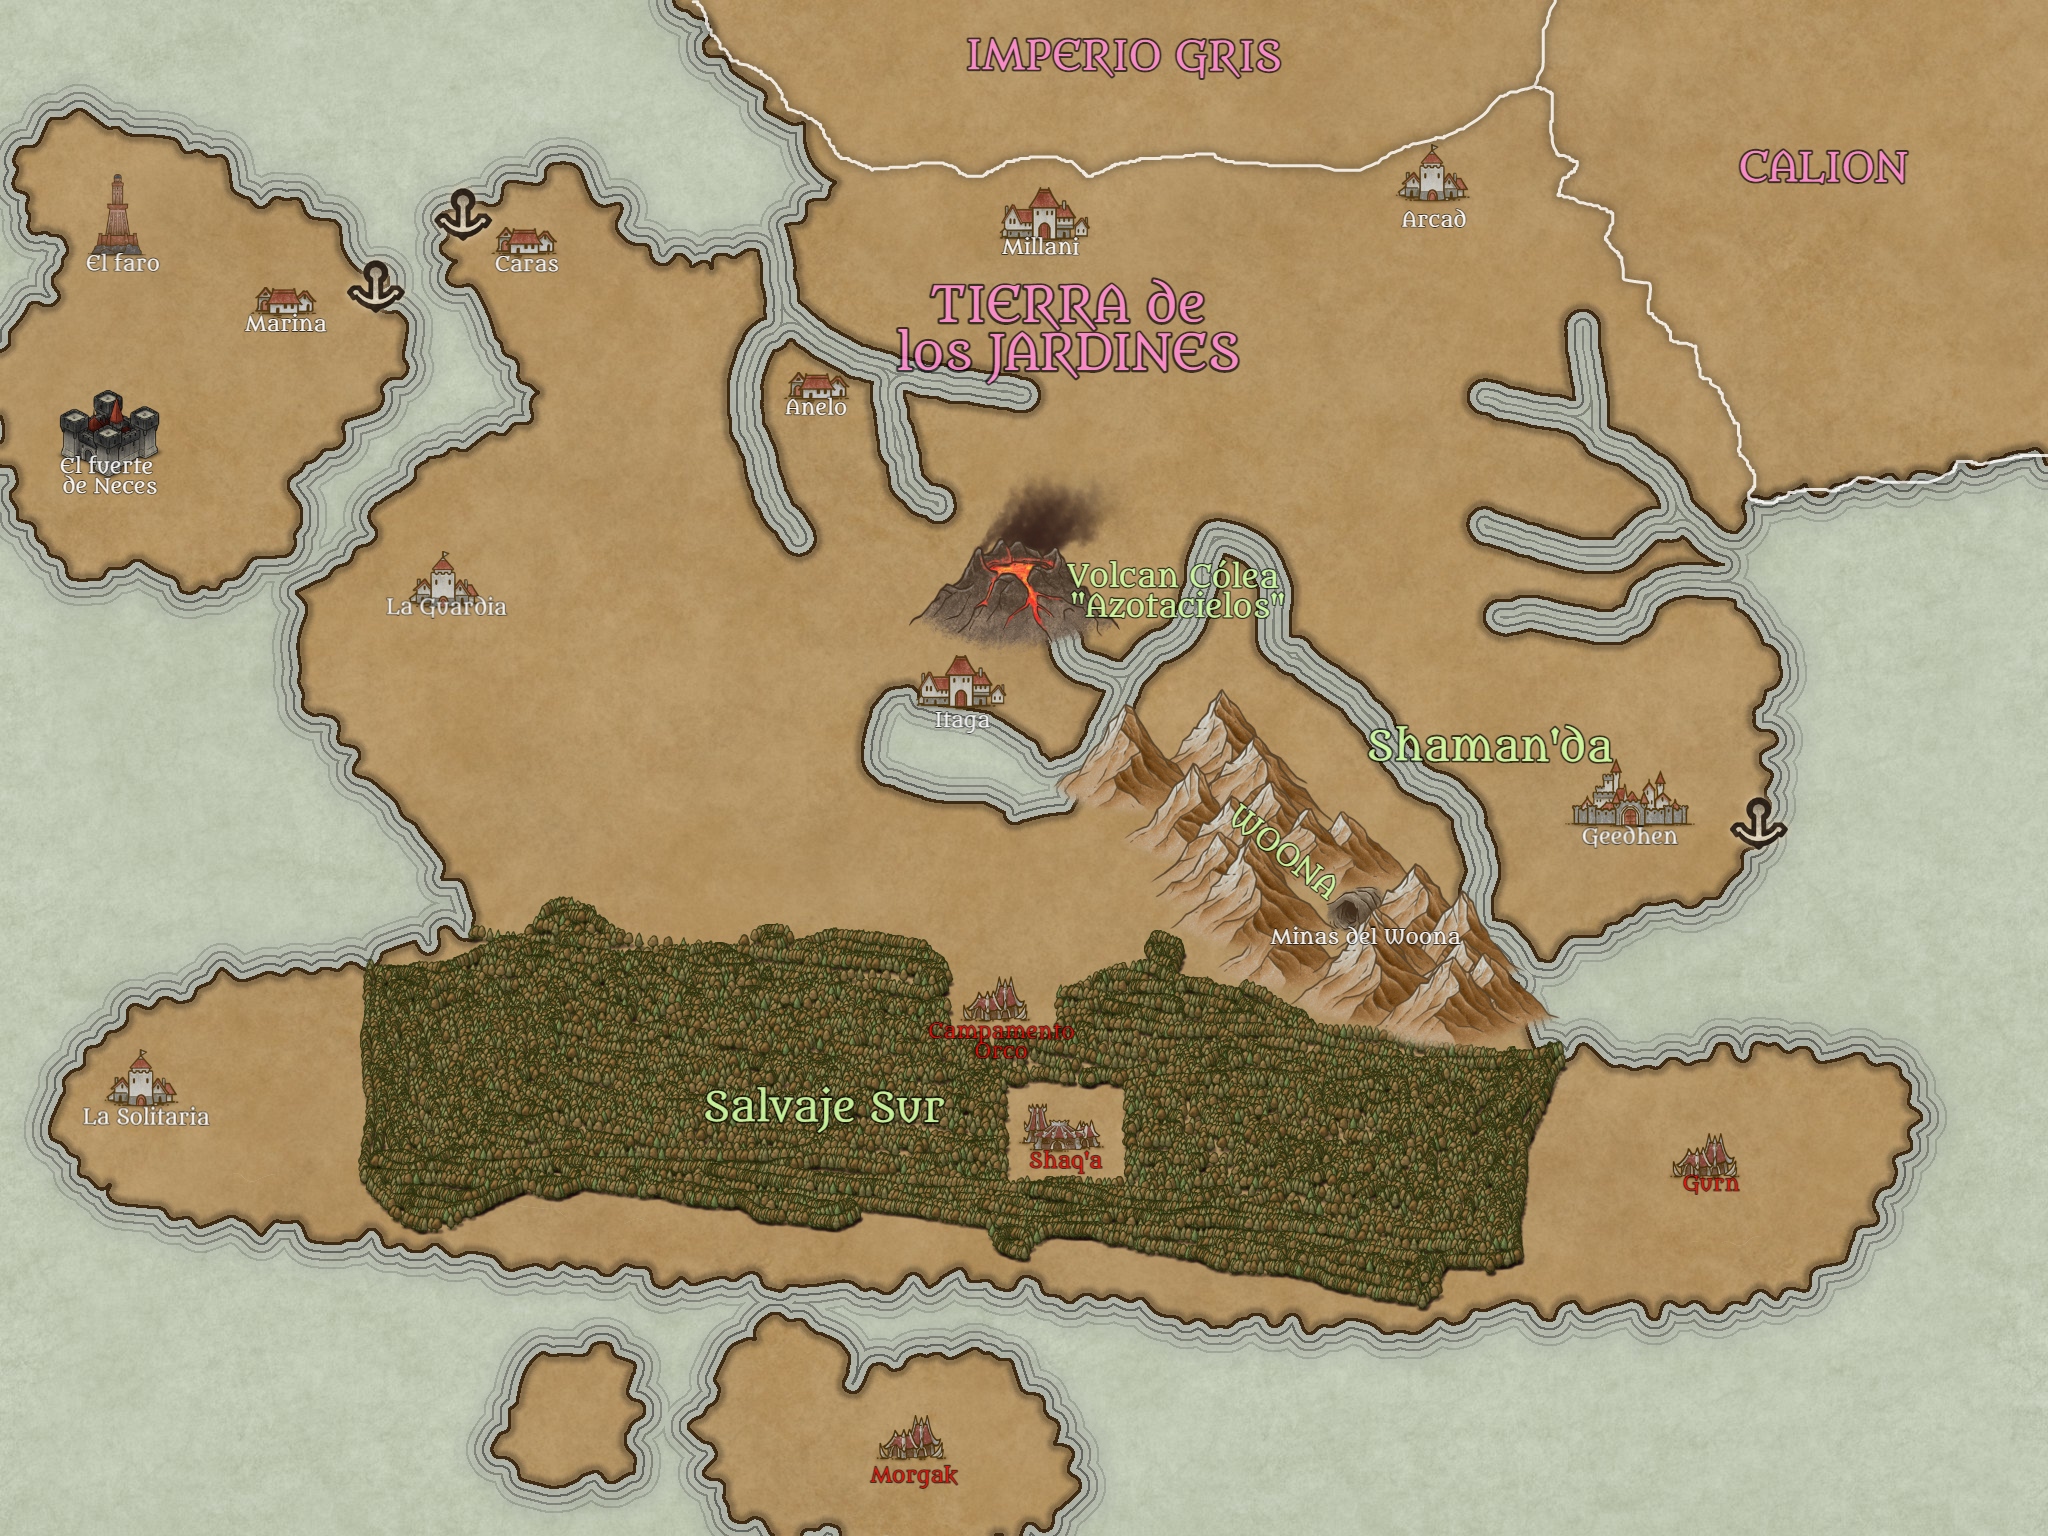 IMPERIO GRIS
CALION
Arcad
Millani
El faro
Caras
Marina
TIERRA de
los JARDINES
Anelo
El fuerte
de Neces
Volcan Cólea
"Azotacielos"
La Guardia
Itaga
Shaman'da
Geedhen
WOONA
Minas del Woona
Campamento
Orco
Salvaje Sur
La Solitaria
Shaq'a
Gurn
Morgak